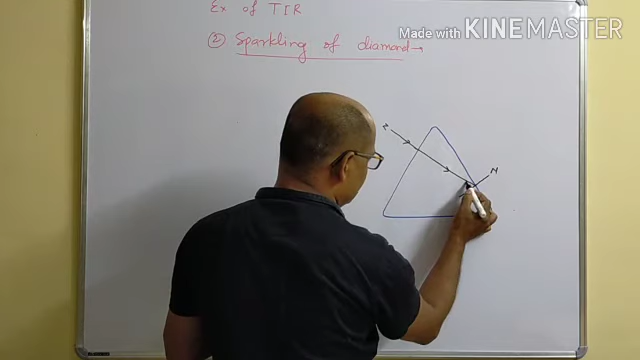 Ex of TIR
Made with KINEMASTER
② Sparkling of diamond→
N
N